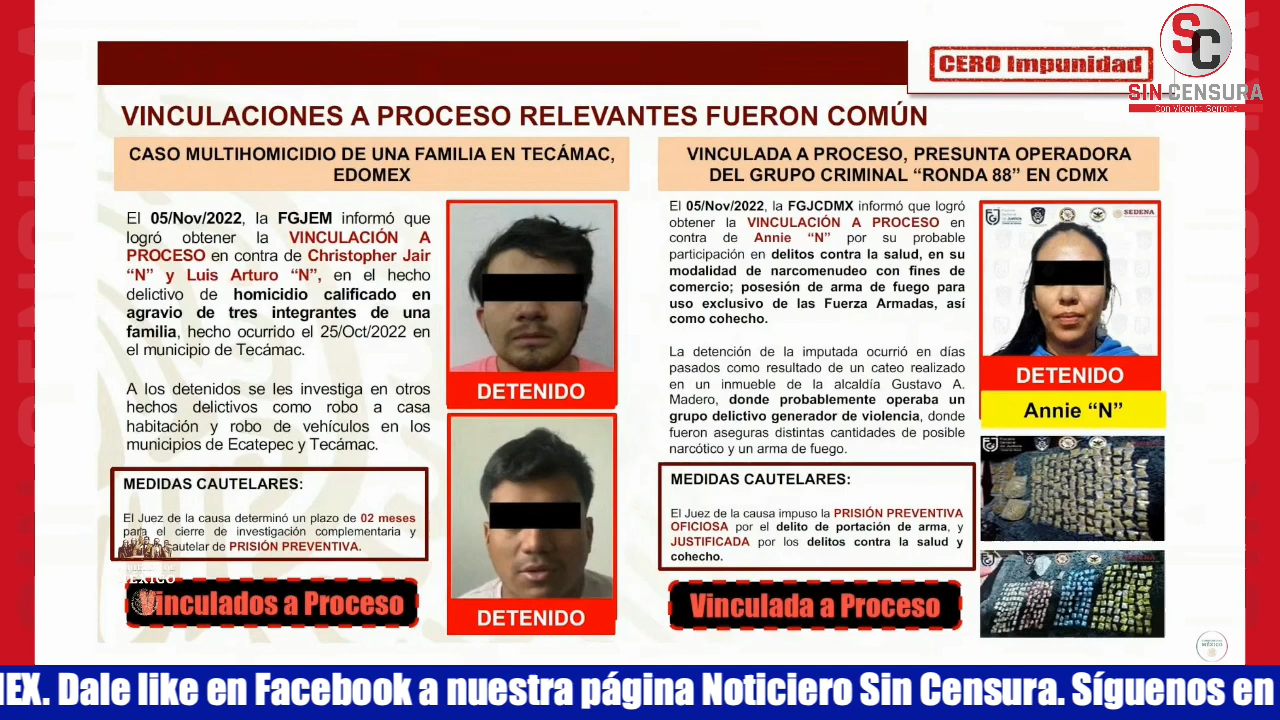 CERO Impunidad
SC
SIN CENSURA
Con Vicente Serrano
VINCULACIONES A PROCESO RELEVANTES FUERON COMÚN
CASO MULTIHOMICIDIO DE UNA FAMILIA EN TECÁMAC,
EDOMEX
El 05/Nov/2022, la FGJEM informó que
logró obtener la VINCULACIÓN A
PROCESO en contra de Christopher Jair
“N” y Luis Arturo “N”, en el hecho
delictivo de homicidio calificado en
agravio de tres integrantes de una
familia, hecho ocurrido el 25/Oct/2022 en
el municipio de Tecámac.
A los detenidos se les investiga en otros
hechos delictivos como robo a casa
habitación y robo de vehículos en los
municipios de Ecatepec y Tecámac.
MEDIDAS CAUTELARES:
El Juez de la causa determinó un plazo de 02 meses
para el cierre de investigación complementaria y
cautelar de PRISIÓN PREVENTIVA.
MÉXICO
Vinculados a Proceso
DETENIDO
DETENIDO
VINCULADA A PROCESO, PRESUNTA OPERADORA
DEL GRUPO CRIMINAL “RONDA 88” EN CDMX
El 05/Nov/2022, la FGJCDMX informó que logró
obtener la VINCULACIÓN A PROCESO en
contra de Annie “N” por su probable
participación en delitos contra la salud, en su
modalidad de narcomenudeo con fines de
comercio; posesión de arma de fuego para
uso exclusivo de las Fuerza Armadas, así
como cohecho.
La detención de la imputada ocurrió en días
pasados como resultado de un cateo realizado
en un inmueble de la alcaldía Gustavo A.
Madero, donde probablemente operaba un
grupo delictivo generador de violencia, donde
fueron aseguras distintas cantidades de posible
narcótico y un arma de fuego.
MEDIDAS CAUTELARES:
El Juez de la causa impuso la PRISIÓN PREVENTIVA
OFICIOSA por el delito de portación de arma, y
JUSTIFICADA por los delitos contra la salud y
cohecho.
Vinculada a Proceso
SEDENA
DETENIDO
Annie “N”
MÉXICO
MEX. Dale like en Facebook a nuestra página Noticiero Sin Censura. Síguenos en